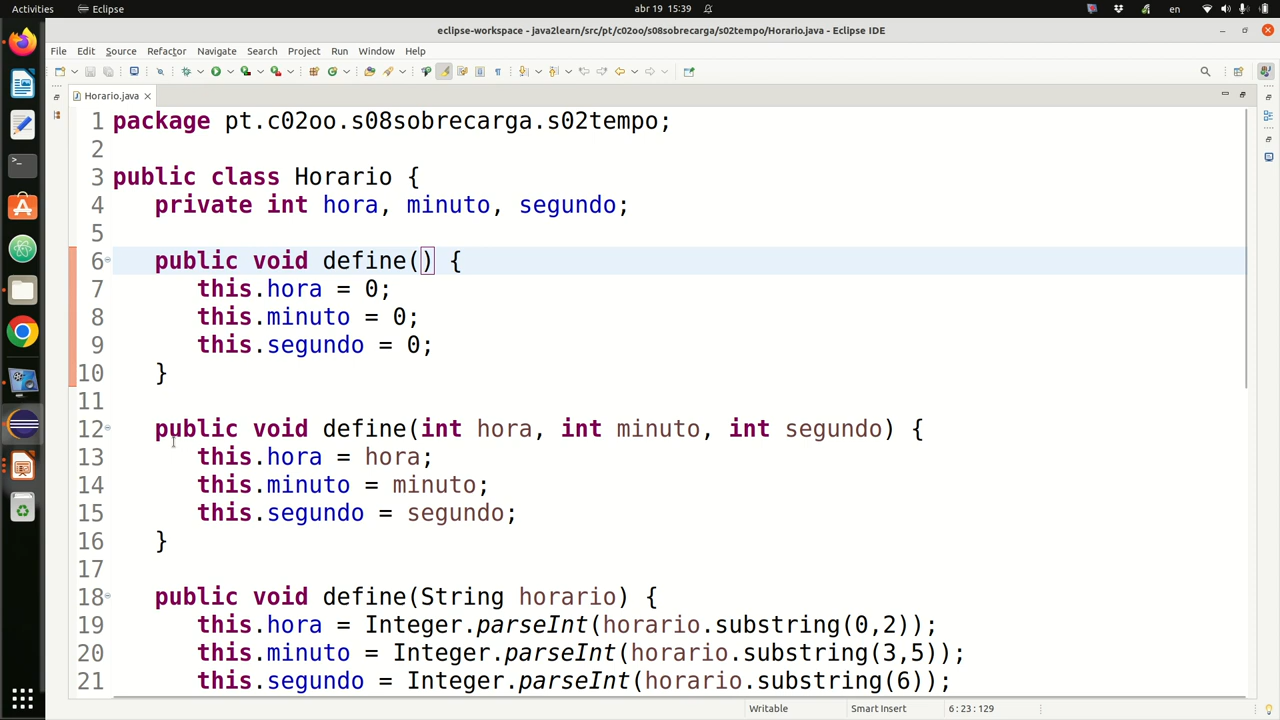 Activities Eclipse abr 19 15:39 en
eclipse-workspace - java2learn/src/pt/c02oo/s08sobrecarga/s02tempo/Horario.java - Eclipse IDE
File Edit Source Refactor Navigate Search Project Run Window Help
Horario.java
1 package pt.c02oo.s08sobrecarga.s02tempo;
2
3 public class Horario {
4 private int hora, minuto, segundo;
5
6 public void define() {
7 this.hora = 0;
8 this.minuto = 0;
9 this.segundo = 0;
10 }
11
12 public void define(int hora, int minuto, int segundo) {
13 this.hora = hora;
14 this.minuto = minuto;
15 this.segundo = segundo;
16 }
17
18 public void define(String horario) {
19 this.hora = Integer.parseInt(horario.substring(0,2));
20 this.minuto = Integer.parseInt(horario.substring(3,5));
21 this.segundo = Integer.parseInt(horario.substring(6));
Writable Smart Insert 6 : 23 : 129